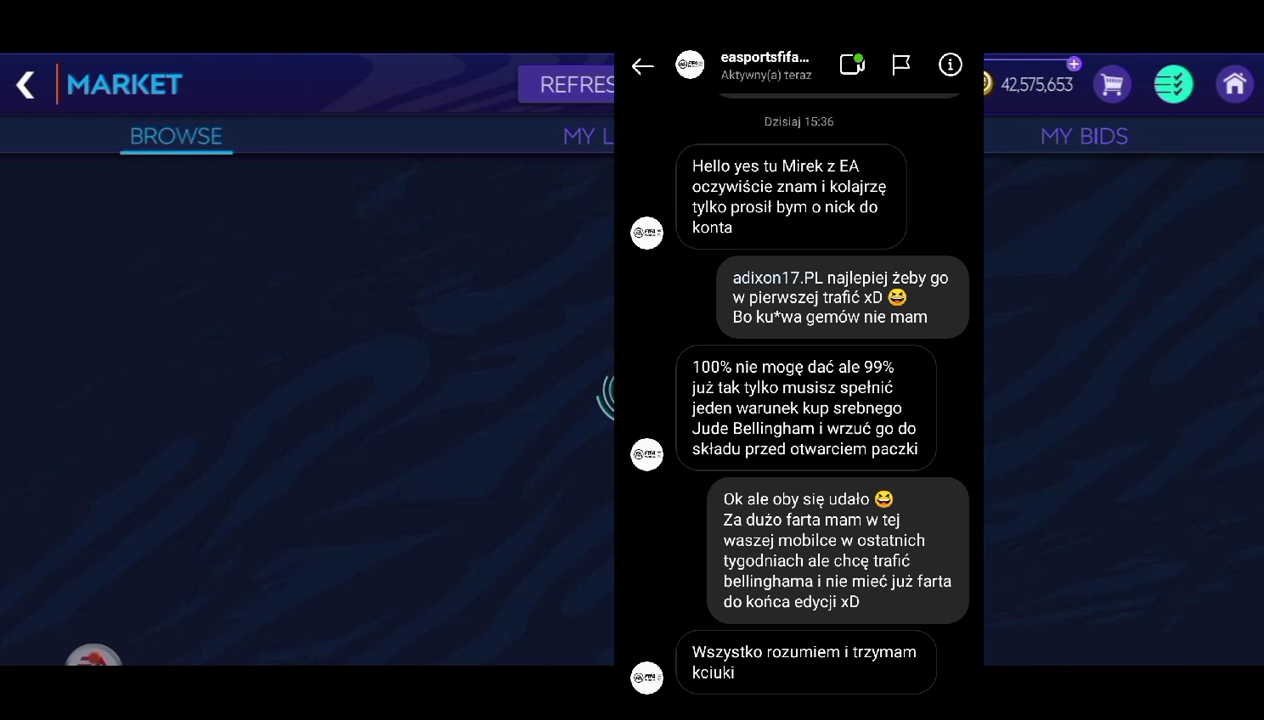 MARKET
REFRES
42,575,653
BROWSE
MY L
MY BIDS
easportsfifa...
Aktywny(a) teraz
Dzisiaj 15:36
Hello yes tu Mirek z EA
oczywiście znam i kolajrzę
tylko prosił bym o nick do
konta
adixon17.PL najlepiej żeby go
w pierwszej trafić xD 😆
Bo ku*wa gemów nie mam
100% nie mogę dać ale 99%
już tak tylko musisz spełnić
jeden warunek kup srebnego
Jude Bellingham i wrzuć go do
składu przed otwarciem paczki
Ok ale oby się udało 😆
Za dużo farta mam w tej
waszej mobilce w ostatnich
tygodniach ale chcę trafić
bellinghama i nie mieć już farta
do końca edycji xD
Wszystko rozumiem i trzymam
kciuki